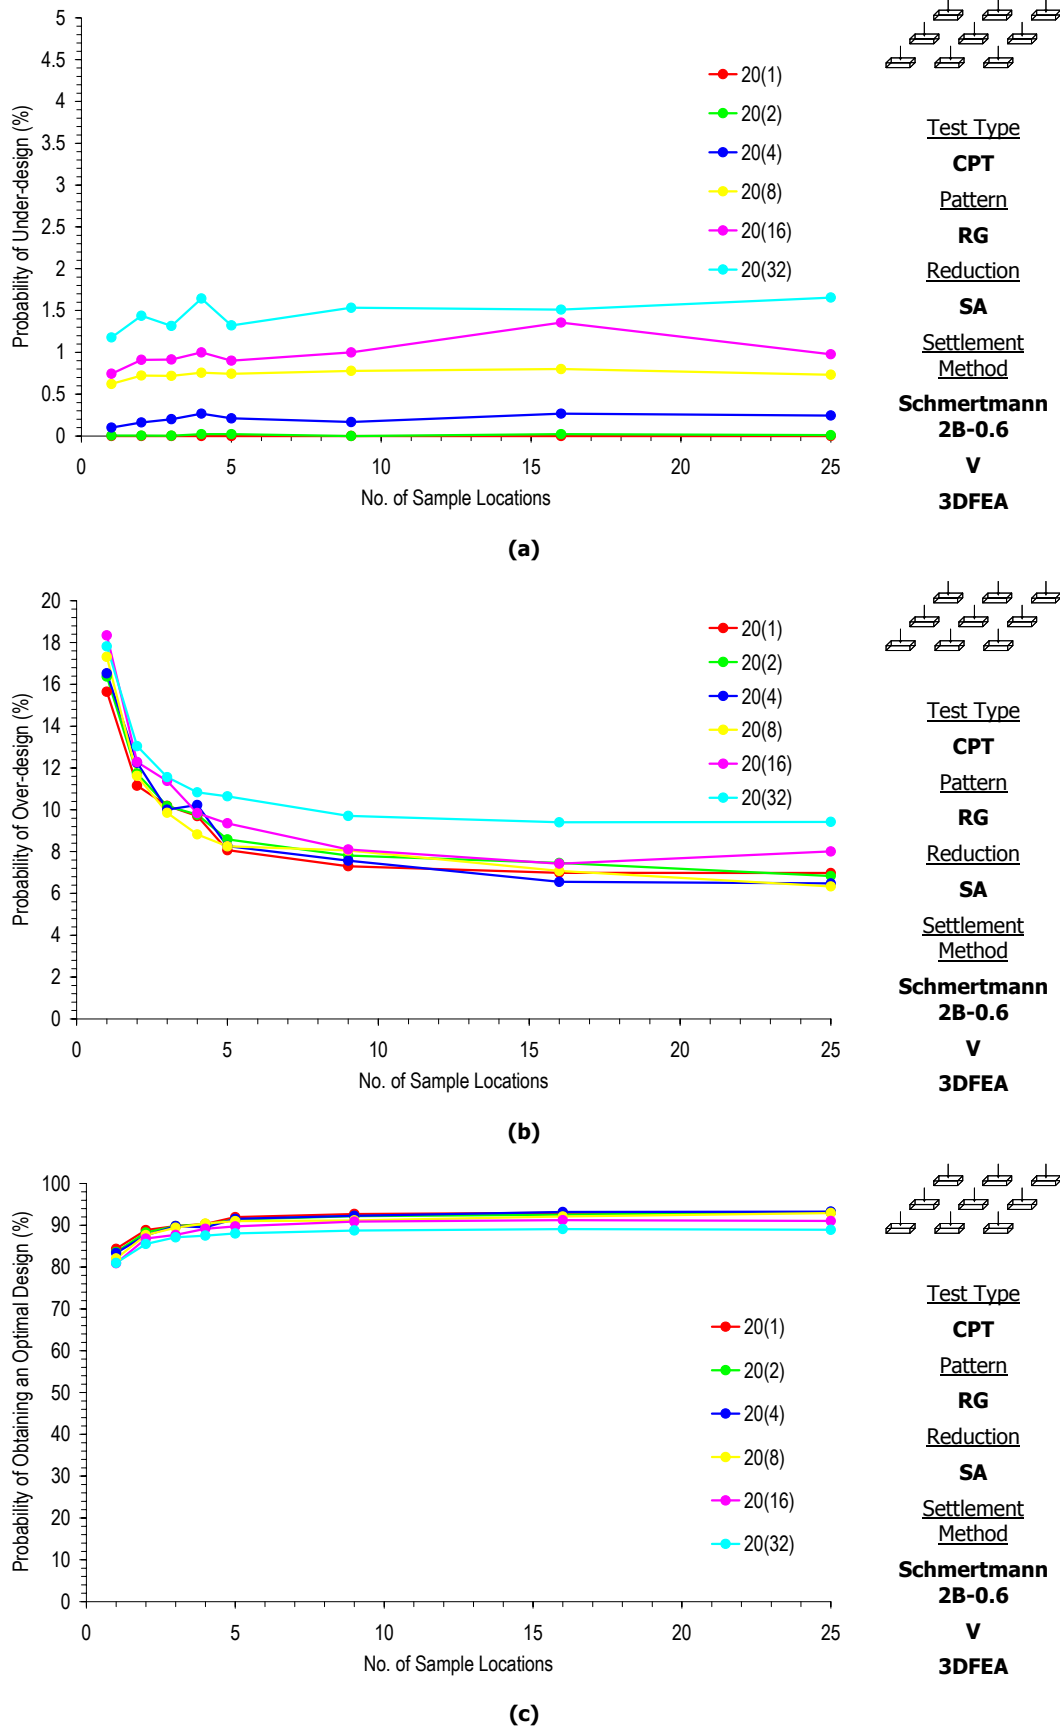 5
4.5
4
3.5
3
2.5
2
1.5
1
0.5
0
Probability of Under-design (%)
20(1)
20(2)
20(4)
20(8)
20(16)
20(32)
0
5
10
15
20
25
No. of Sample Locations
Test Type
CPT
Pattern
RG
Reduction
SA
Settlement
Method
Schmertmann
2B-0.6
V
3DFEA
(a)
20
18
16
14
12
10
8
6
4
2
0
Probability of Over-design (%)
20(1)
20(2)
20(4)
20(8)
20(16)
20(32)
0
5
10
15
20
25
No. of Sample Locations
Test Type
CPT
Pattern
RG
Reduction
SA
Settlement
Method
Schmertmann
2B-0.6
V
3DFEA
(b)
100
90
80
70
60
50
40
30
20
10
0
Probability of Obtaining an Optimal Design (%)
20(1)
20(2)
20(4)
20(8)
20(16)
20(32)
0
5
10
15
20
25
No. of Sample Locations
Test Type
CPT
Pattern
RG
Reduction
SA
Settlement
Method
Schmertmann
2B-0.6
V
3DFEA
(c)